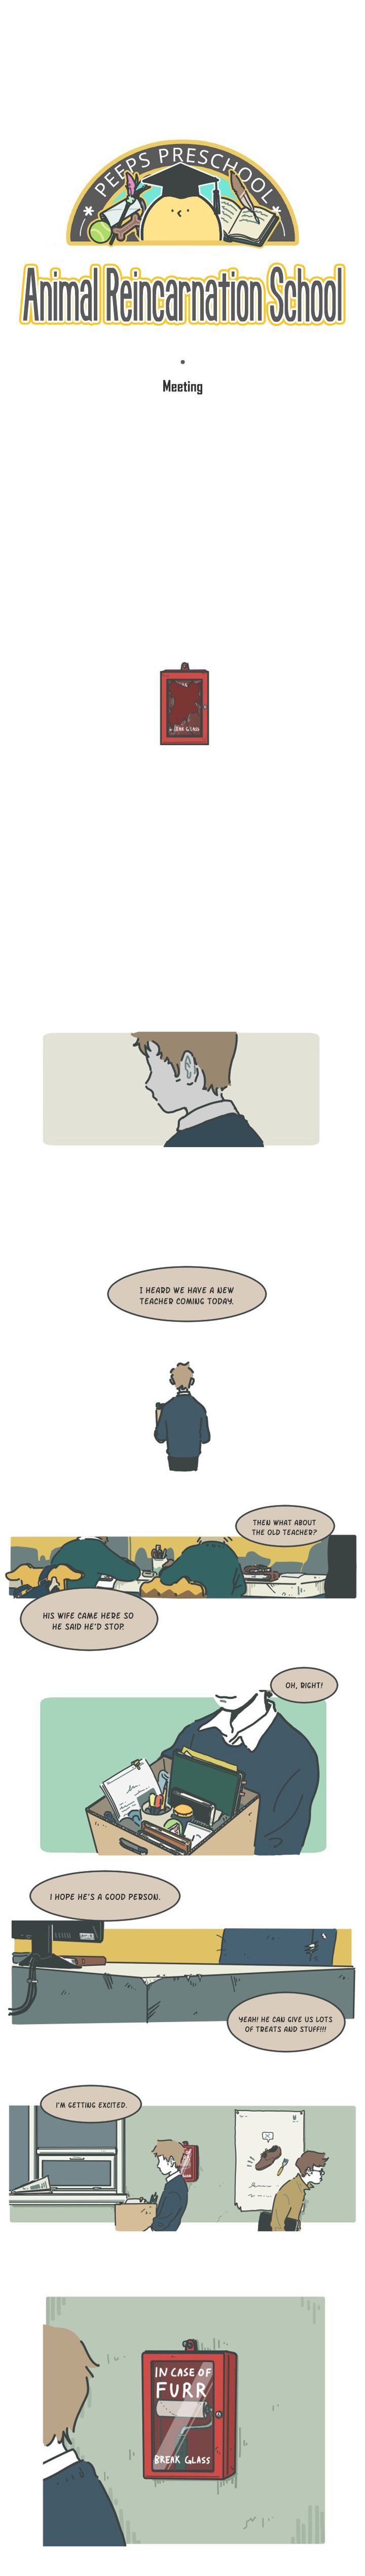 PEEPS PRESCHOOL
Animal Reincarnation School
Meeting
GLASS
I HEARD WE HAVE A NEW
TEACHER COMING TODAY.
THEN WHAT ABOUT
THE OLD TEACHER?
HIS WIFE CAME HERE SO
HE SAID HE'D STOP.
OH, RIGHT!
I HOPE HE'S A GOOD PERSON.
YEAH! HE CAN GIVE US LOTS
OF TREATS AND STUFF!!!
I'M GETTING EXCITED.
IN CASE OF
FURR
BREAK GLASS